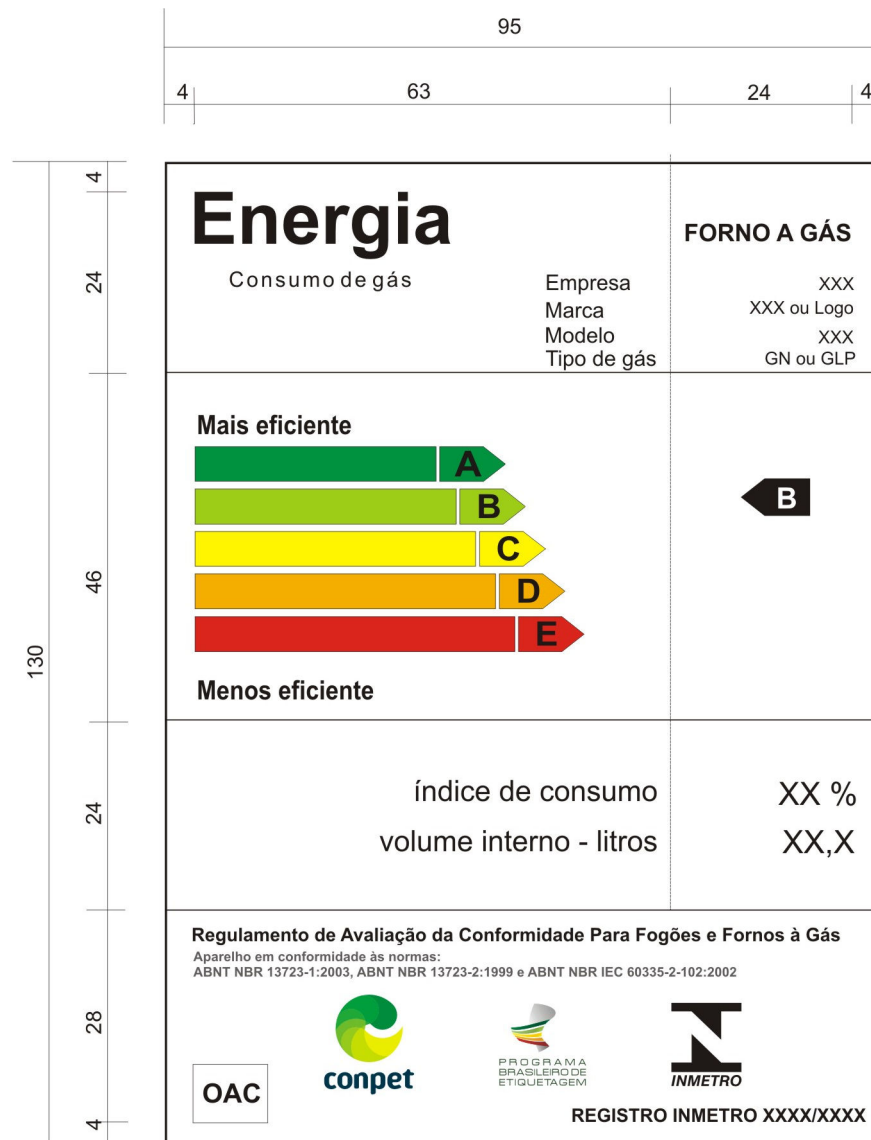 95
4 63 24 4
4
24
46
130
24
28
4
Energia
Consumo de gás
FORNO A GÁS
Empresa XXX
Marca XXX ou Logo
Modelo XXX
Tipo de gás GN ou GLP
Mais eficiente
A
B B
C
D
E
Menos eficiente
índice de consumo XX %
volume interno - litros XX,X
Regulamento de Avaliação da Conformidade Para Fogões e Fornos à Gás
Aparelho em conformidade às normas:
ABNT NBR 13723-1:2003, ABNT NBR 13723-2:1999 e ABNT NBR IEC 60335-2-102:2002
OAC
conpet
PROGRAMA
BRASILEIRO DE
ETIQUETAGEM
INMETRO
REGISTRO INMETRO XXXX/XXXX